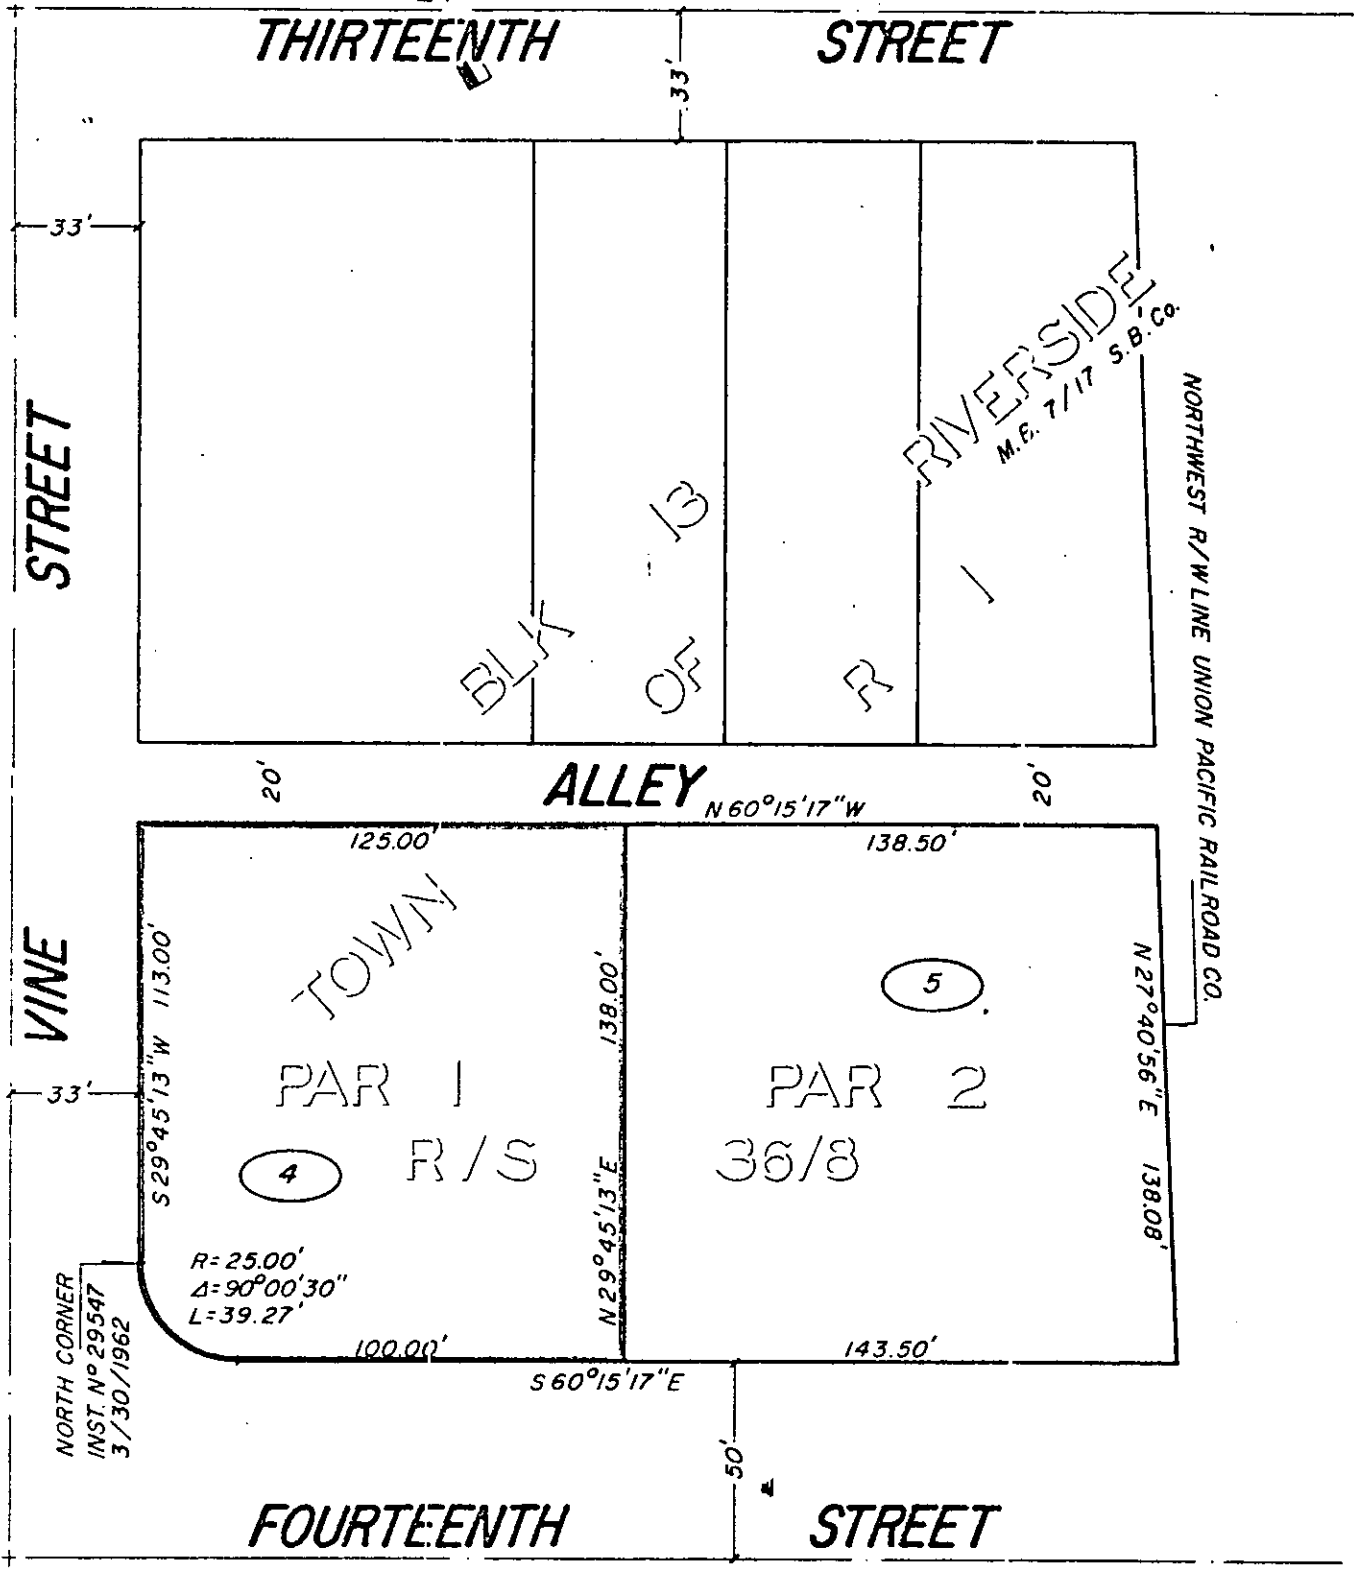 THIRTEENTH STREET
33'
33'
STREET
RIVERSIDE
M.B. 7/17 S.B. Co.
NORTHWEST R/W LINE UNION PACIFIC RAILROAD CO.
BLK 13
OF R 1
20'
ALLEY
20'
N 60°15'17"W
125.00'
138.50'
TOWN
VINE
33'
S 29°45'13"W 113.00'
N 29°45'13"E 138.00'
5
N 27°40'56"E 138.08'
PAR 1
PAR 2
R/S
36/8
4
R=25.00'
Δ=90°00'30"
L=39.27'
NORTH CORNER
INST. Nº 29547
3/30/1962
100.00'
143.50'
S 60°15'17"E
50'
FOURTEENTH STREET